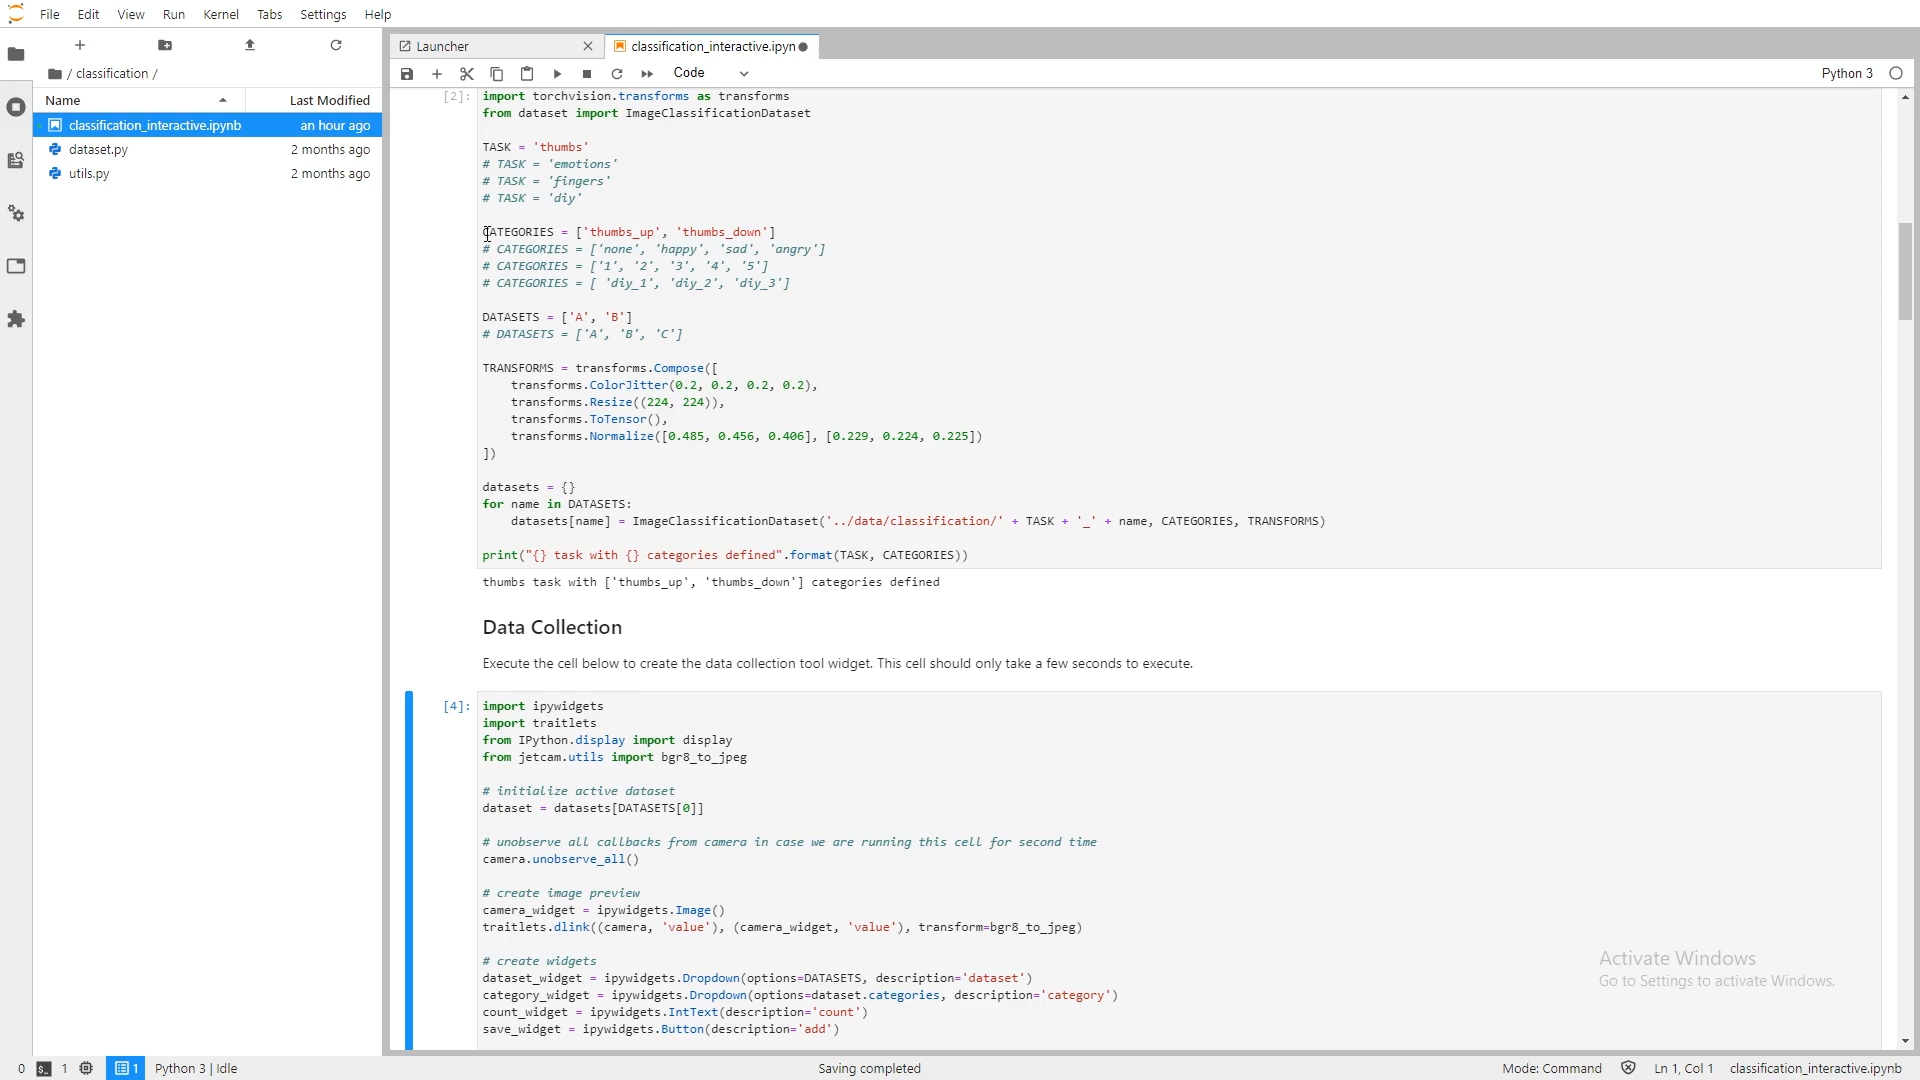 File Edit View Run Kernel Tabs Settings Help
/ classification /
Name Last Modified
classification_interactive.ipynb an hour ago
dataset.py 2 months ago
utils.py 2 months ago
Launcher classification_interactive.ipyn
Code Python 3
[2]: import torchvision.transforms as transforms
from dataset import ImageClassificationDataset
TASK = 'thumbs'
# TASK = 'emotions'
# TASK = 'fingers'
# TASK = 'diy'
CATEGORIES = ['thumbs_up', 'thumbs_down']
# CATEGORIES = ['none', 'happy', 'sad', 'angry']
# CATEGORIES = ['1', '2', '3', '4', '5']
# CATEGORIES = [ 'diy_1', 'diy_2', 'diy_3']
DATASETS = ['A', 'B']
# DATASETS = ['A', 'B', 'C']
TRANSFORMS = transforms.Compose([
transforms.ColorJitter(0.2, 0.2, 0.2, 0.2),
transforms.Resize((224, 224)),
transforms.ToTensor(),
transforms.Normalize([0.485, 0.456, 0.406], [0.229, 0.224, 0.225])
])
datasets = {}
for name in DATASETS:
datasets[name] = ImageClassificationDataset('../data/classification/' + TASK + '_' + name, CATEGORIES, TRANSFORMS)
print("{} task with {} categories defined".format(TASK, CATEGORIES))
thumbs task with ['thumbs_up', 'thumbs_down'] categories defined
Data Collection
Execute the cell below to create the data collection tool widget. This cell should only take a few seconds to execute.
[4]: import ipywidgets
import traitlets
from IPython.display import display
from jetcam.utils import bgr8_to_jpeg
# initialize active dataset
dataset = datasets[DATASETS[0]]
# unobserve all callbacks from camera in case we are running this cell for second time
camera.unobserve_all()
# create image preview
camera_widget = ipywidgets.Image()
traitlets.dlink((camera, 'value'), (camera_widget, 'value'), transform=bgr8_to_jpeg)
# create widgets
dataset_widget = ipywidgets.Dropdown(options=DATASETS, description='dataset')
category_widget = ipywidgets.Dropdown(options=dataset.categories, description='category')
count_widget = ipywidgets.IntText(description='count')
save_widget = ipywidgets.Button(description='add')
Activate Windows
Go to Settings to activate Windows.
0 1 1 Python 3 | Idle Saving completed Mode: Command Ln 1, Col 1 classification_interactive.ipynb